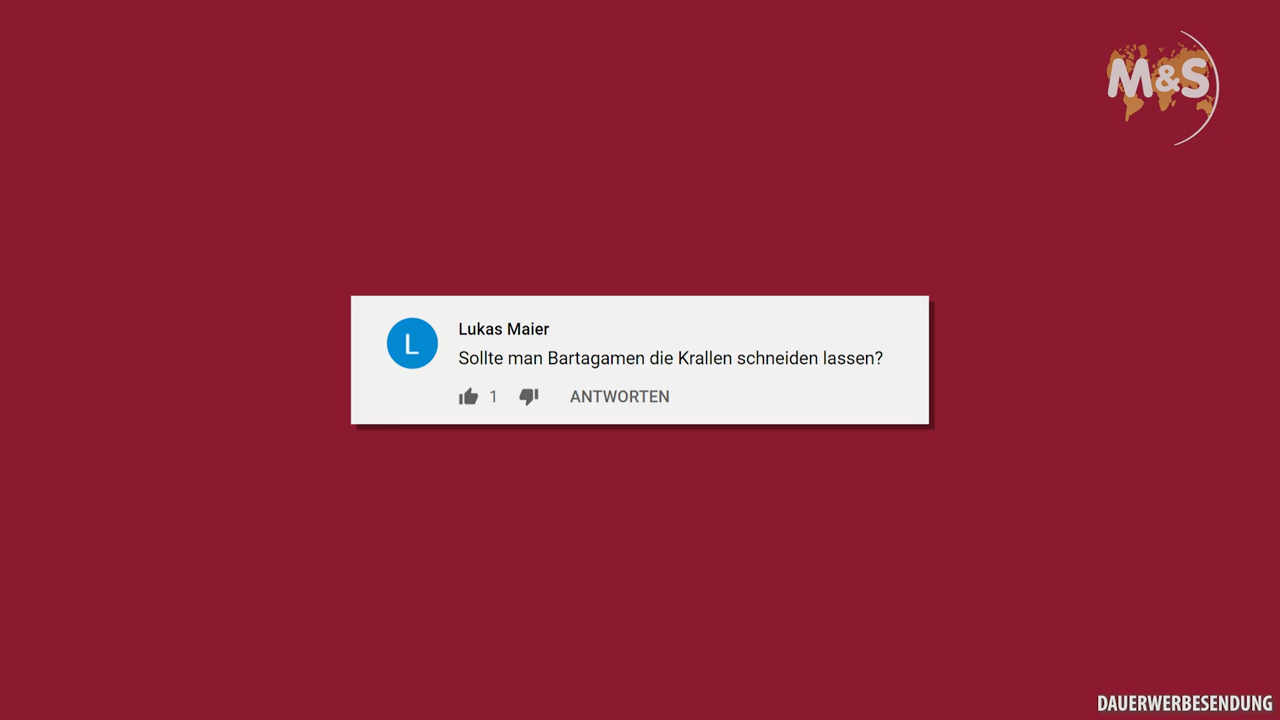 M&S
Lukas Maier
Sollte man Bartagamen die Krallen schneiden lassen?
1 ANTWORTEN
DAUERWERBESENDUNG